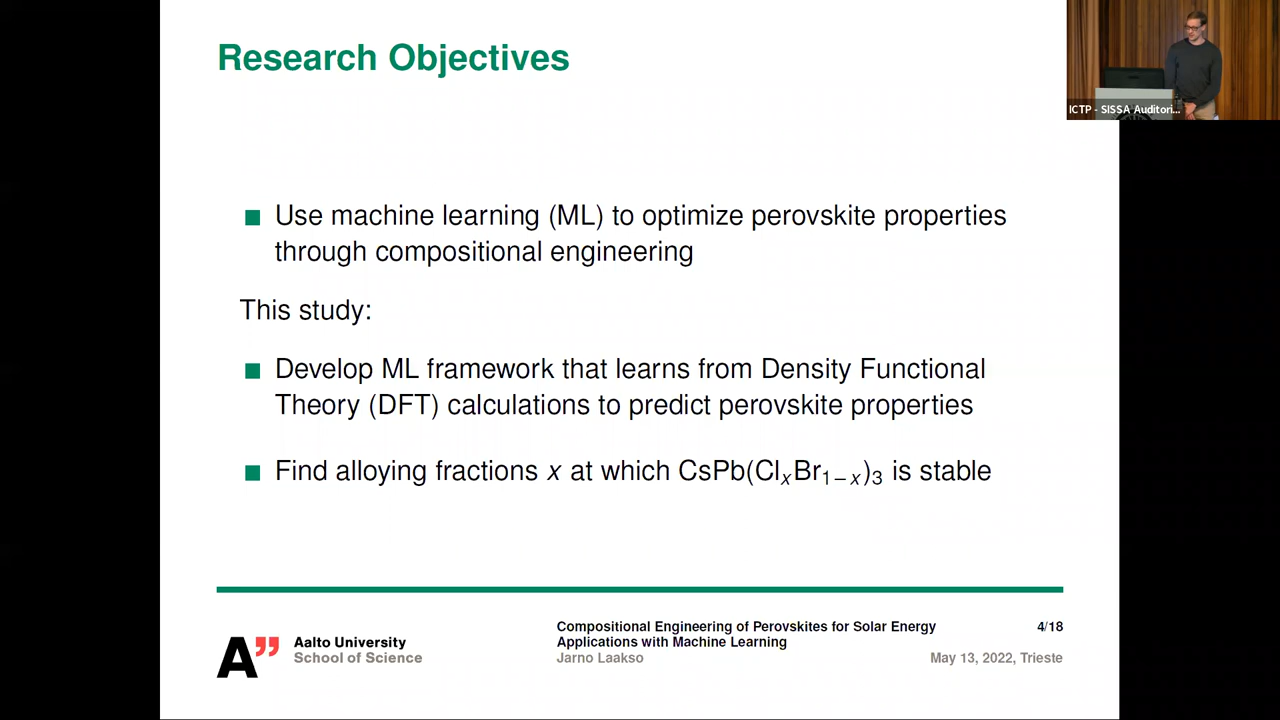 Research Objectives
ICTP - SISSA Auditori...
■ Use machine learning (ML) to optimize perovskite properties
through compositional engineering
This study:
■ Develop ML framework that learns from Density Functional
Theory (DFT) calculations to predict perovskite properties
■ Find alloying fractions x at which CsPb(ClₓBr₁₋ₓ)₃ is stable
A”
Aalto University
School of Science
Compositional Engineering of Perovskites for Solar Energy
Applications with Machine Learning
Jarno Laakso
4/18
May 13, 2022, Trieste